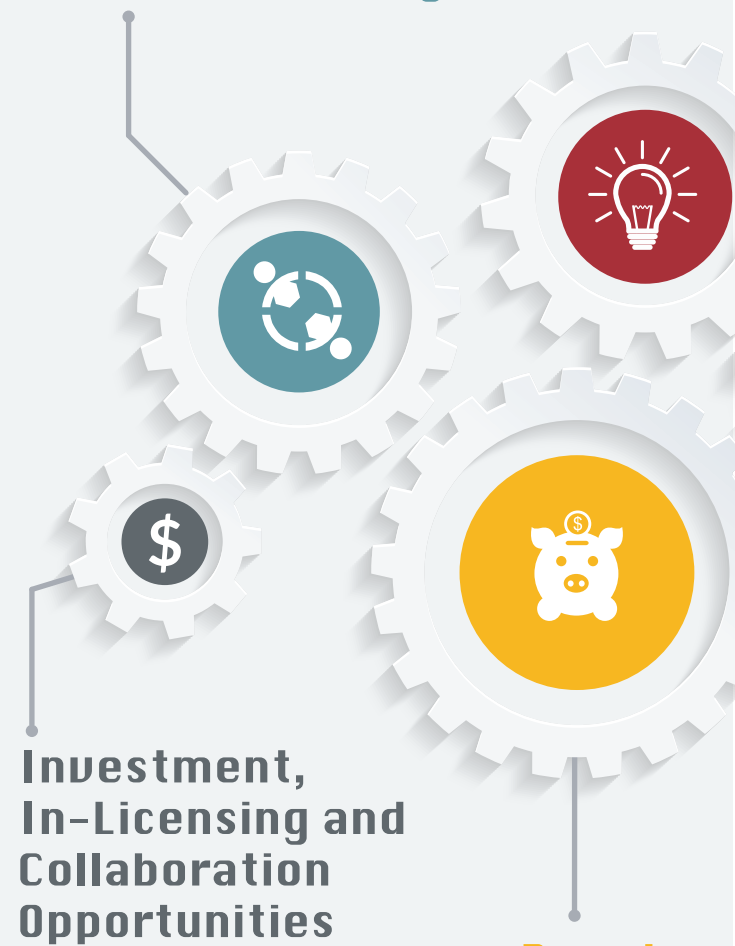 $
$
Investment,
In-Licensing and
Collaboration
Opportunities